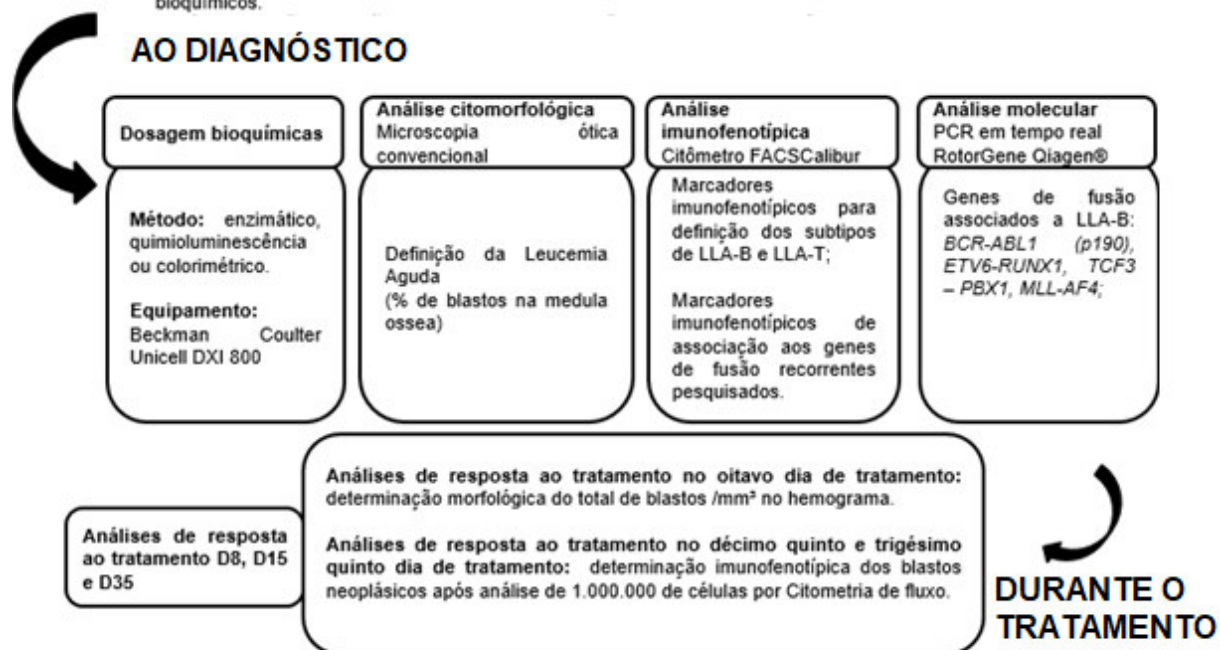 bioquímicos.
AO DIAGNÓSTICO
Dosagem bioquímicas
Método: enzimático,
quimioluminescência
ou colorimétrico.
Equipamento:
Beckman Coulter
Unicell DXI 800
Análise citomorfológica
Microscopia ótica
convencional
Definição da Leucemia
Aguda
(% de blastos na medula
ossea)
Análise
imunofenotípica
Citômetro FACSCalibur
Marcadores
imunofenotípicos para
definição dos subtipos
de LLA-B e LLA-T;
Marcadores
imunofenotípicos de
associação aos genes
de fusão recorrentes
pesquisados.
Análise molecular
PCR em tempo real
RotorGene Qiagen®
Genes de fusão
associados a LLA-B:
BCR-ABL1 (p190),
ETV6-RUNX1, TCF3
– PBX1, MLL-AF4;
Análises de resposta
ao tratamento D8, D15
e D35
Análises de resposta ao tratamento no oitavo dia de tratamento:
determinação morfológica do total de blastos /mm³ no hemograma.
Análises de resposta ao tratamento no décimo quinto e trigésimo
quinto dia de tratamento: determinação imunofenotípica dos blastos
neoplásicos após análise de 1.000.000 de células por Citometria de fluxo.
DURANTE O
TRATAMENTO